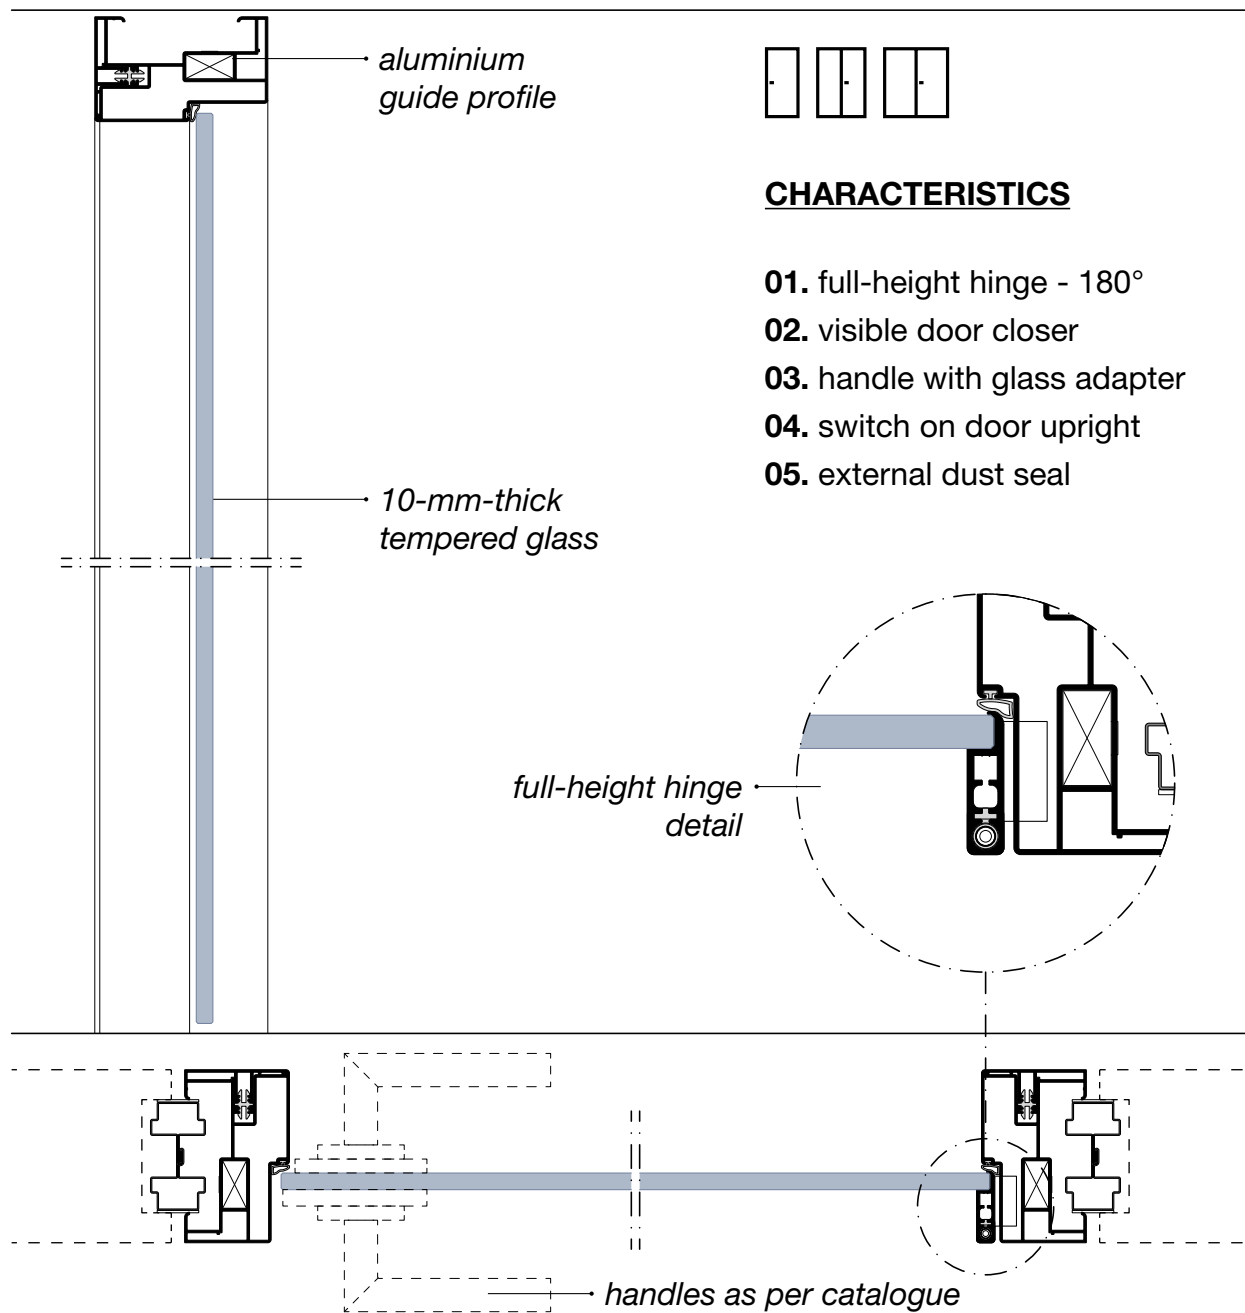 aluminium
guide profile
CHARACTERISTICS
01. full-height hinge - 180°
02. visible door closer
03. handle with glass adapter
04. switch on door upright
05. external dust seal
10-mm-thick
tempered glass
full-height hinge
detail
handles as per catalogue